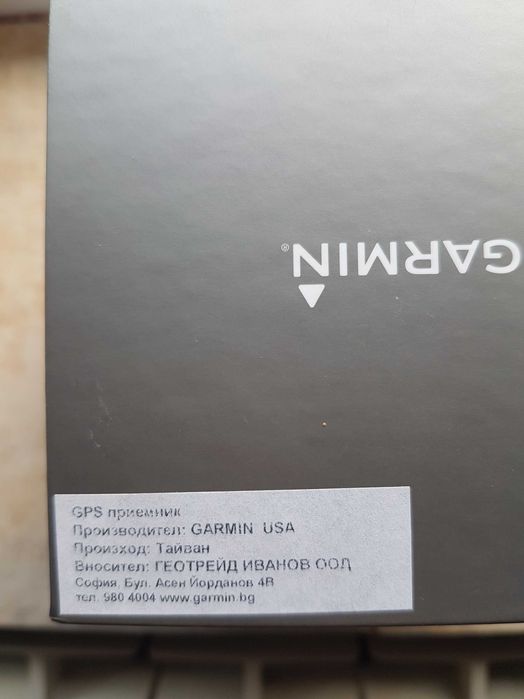 GARMIN®
GPS приемник
Производител: GARMIN USA
Произход: Тайван
Вносител: ГЕОТРЕЙД ИВАНОВ ООД
София, Бул. Асен Йорданов 4R
тел. 980 4004 www.garmin.bg